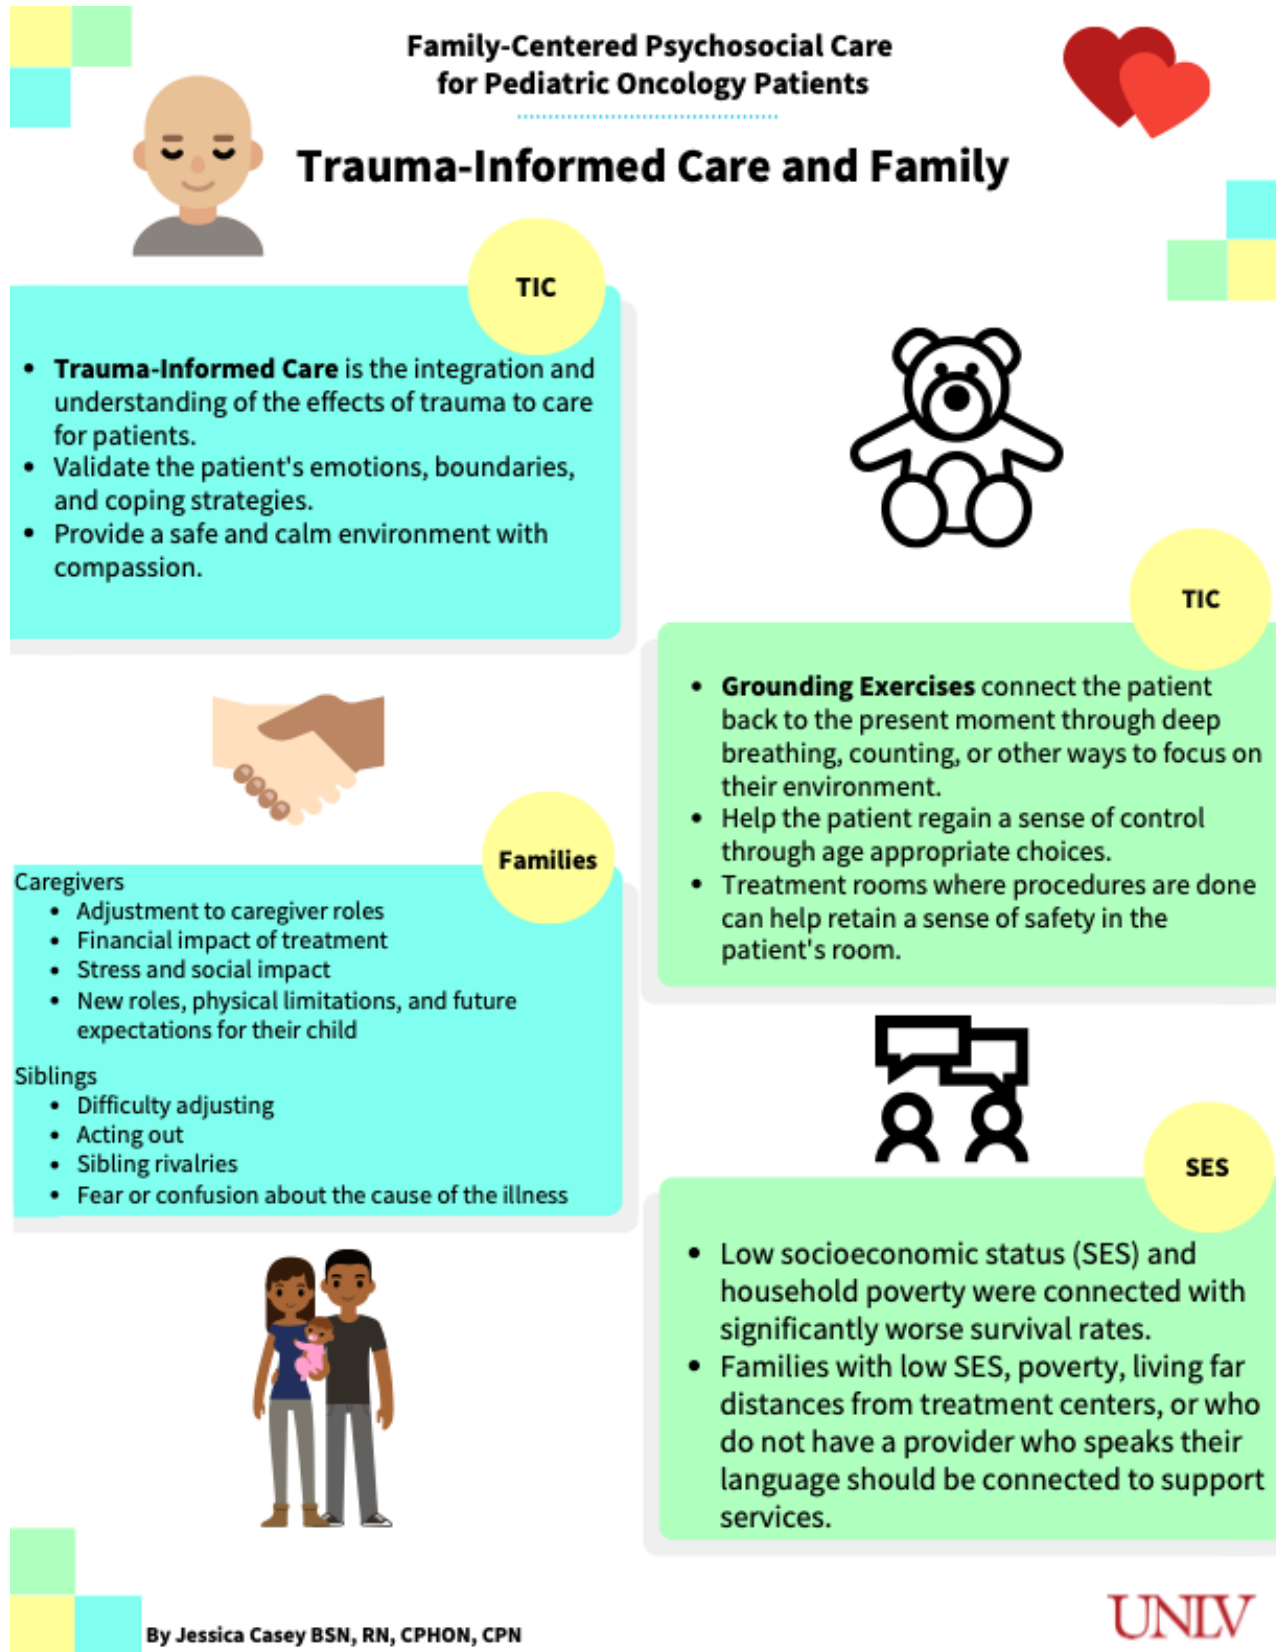 Family-Centered Psychosocial Care
for Pediatric Oncology Patients
Trauma-Informed Care and Family
TIC
• Trauma-Informed Care is the integration and
understanding of the effects of trauma to care
for patients.
• Validate the patient's emotions, boundaries,
and coping strategies.
• Provide a safe and calm environment with
compassion.
TIC
• Grounding Exercises connect the patient
back to the present moment through deep
breathing, counting, or other ways to focus on
their environment.
• Help the patient regain a sense of control
through age appropriate choices.
• Treatment rooms where procedures are done
can help retain a sense of safety in the
patient's room.
Families
Caregivers
• Adjustment to caregiver roles
• Financial impact of treatment
• Stress and social impact
• New roles, physical limitations, and future
expectations for their child
Siblings
• Difficulty adjusting
• Acting out
• Sibling rivalries
• Fear or confusion about the cause of the illness
SES
• Low socioeconomic status (SES) and
household poverty were connected with
significantly worse survival rates.
• Families with low SES, poverty, living far
distances from treatment centers, or who
do not have a provider who speaks their
language should be connected to support
services.
By Jessica Casey BSN, RN, CPHON, CPN
UNLV